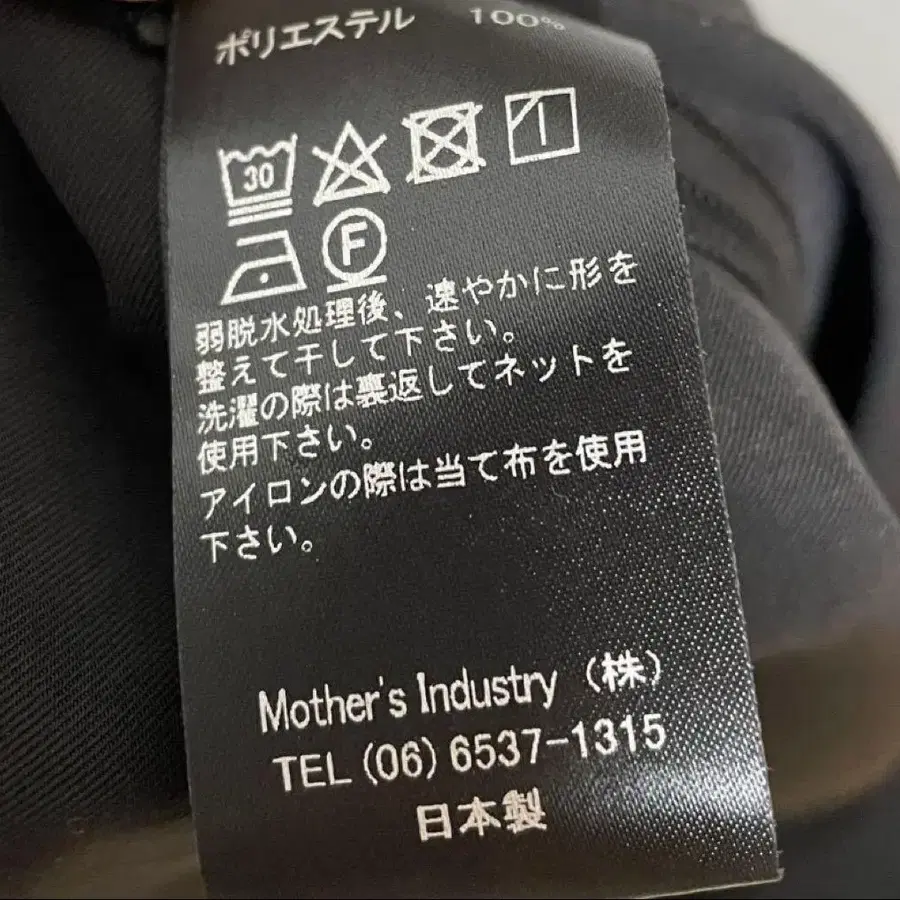 ポリエステル 100%
30
F
弱脱水処理後、速やかに形を
整えて干して下さい。
洗濯の際は裏返してネットを
使用下さい。
アイロンの際は当て布を使用
下さい。
Mother's Industry (株)
TEL (06) 6537-1315
日本製